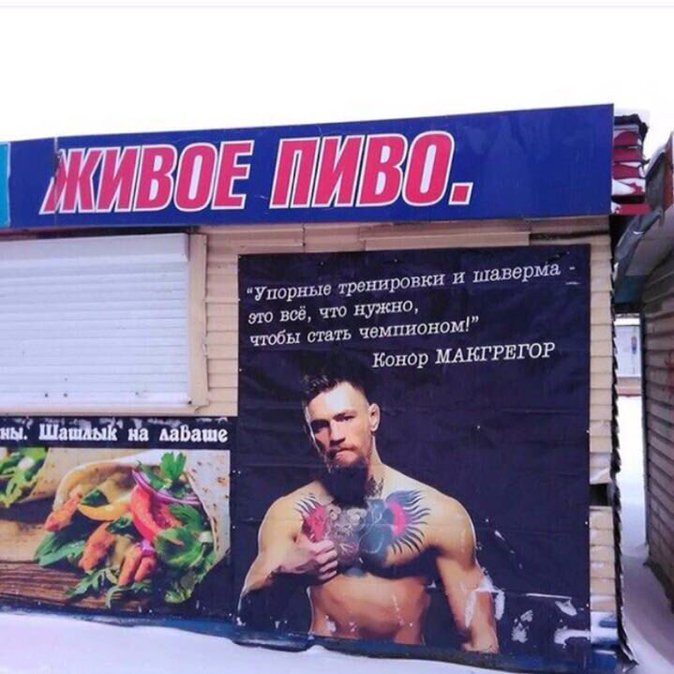 ЖИВОЕ ПИВО.
“Упорные тренировки и шаверма -
это всё, что нужно,
чтобы стать чемпионом!”
Конор МАКГРЕГОР
Шашлык на лаваше